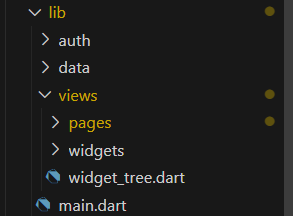 lib
auth
data
views
pages
widgets
widget_tree.dart
main.dart